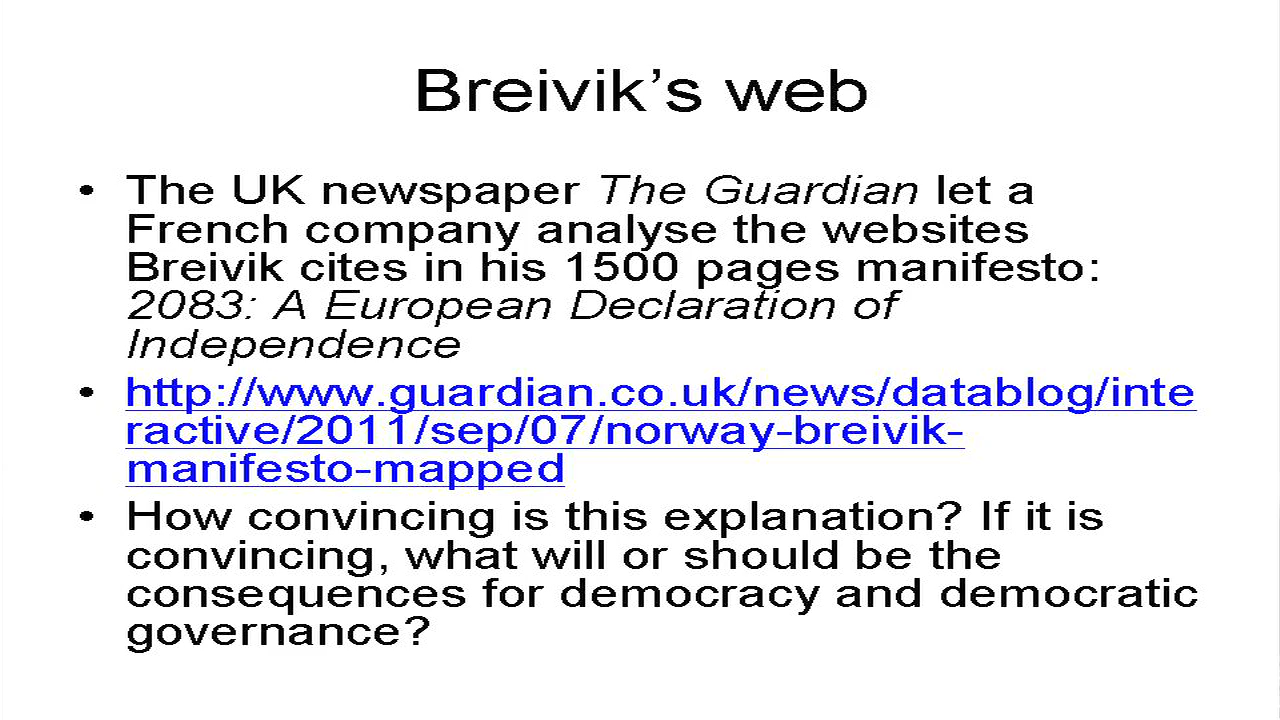 Breivik’s web
• The UK newspaper The Guardian let a
French company analyse the websites
Breivik cites in his 1500 pages manifesto:
2083: A European Declaration of
Independence
• http://www.guardian.co.uk/news/datablog/inte
ractive/2011/sep/07/norway-breivik-
manifesto-mapped
• How convincing is this explanation? If it is
convincing, what will or should be the
consequences for democracy and democratic
governance?